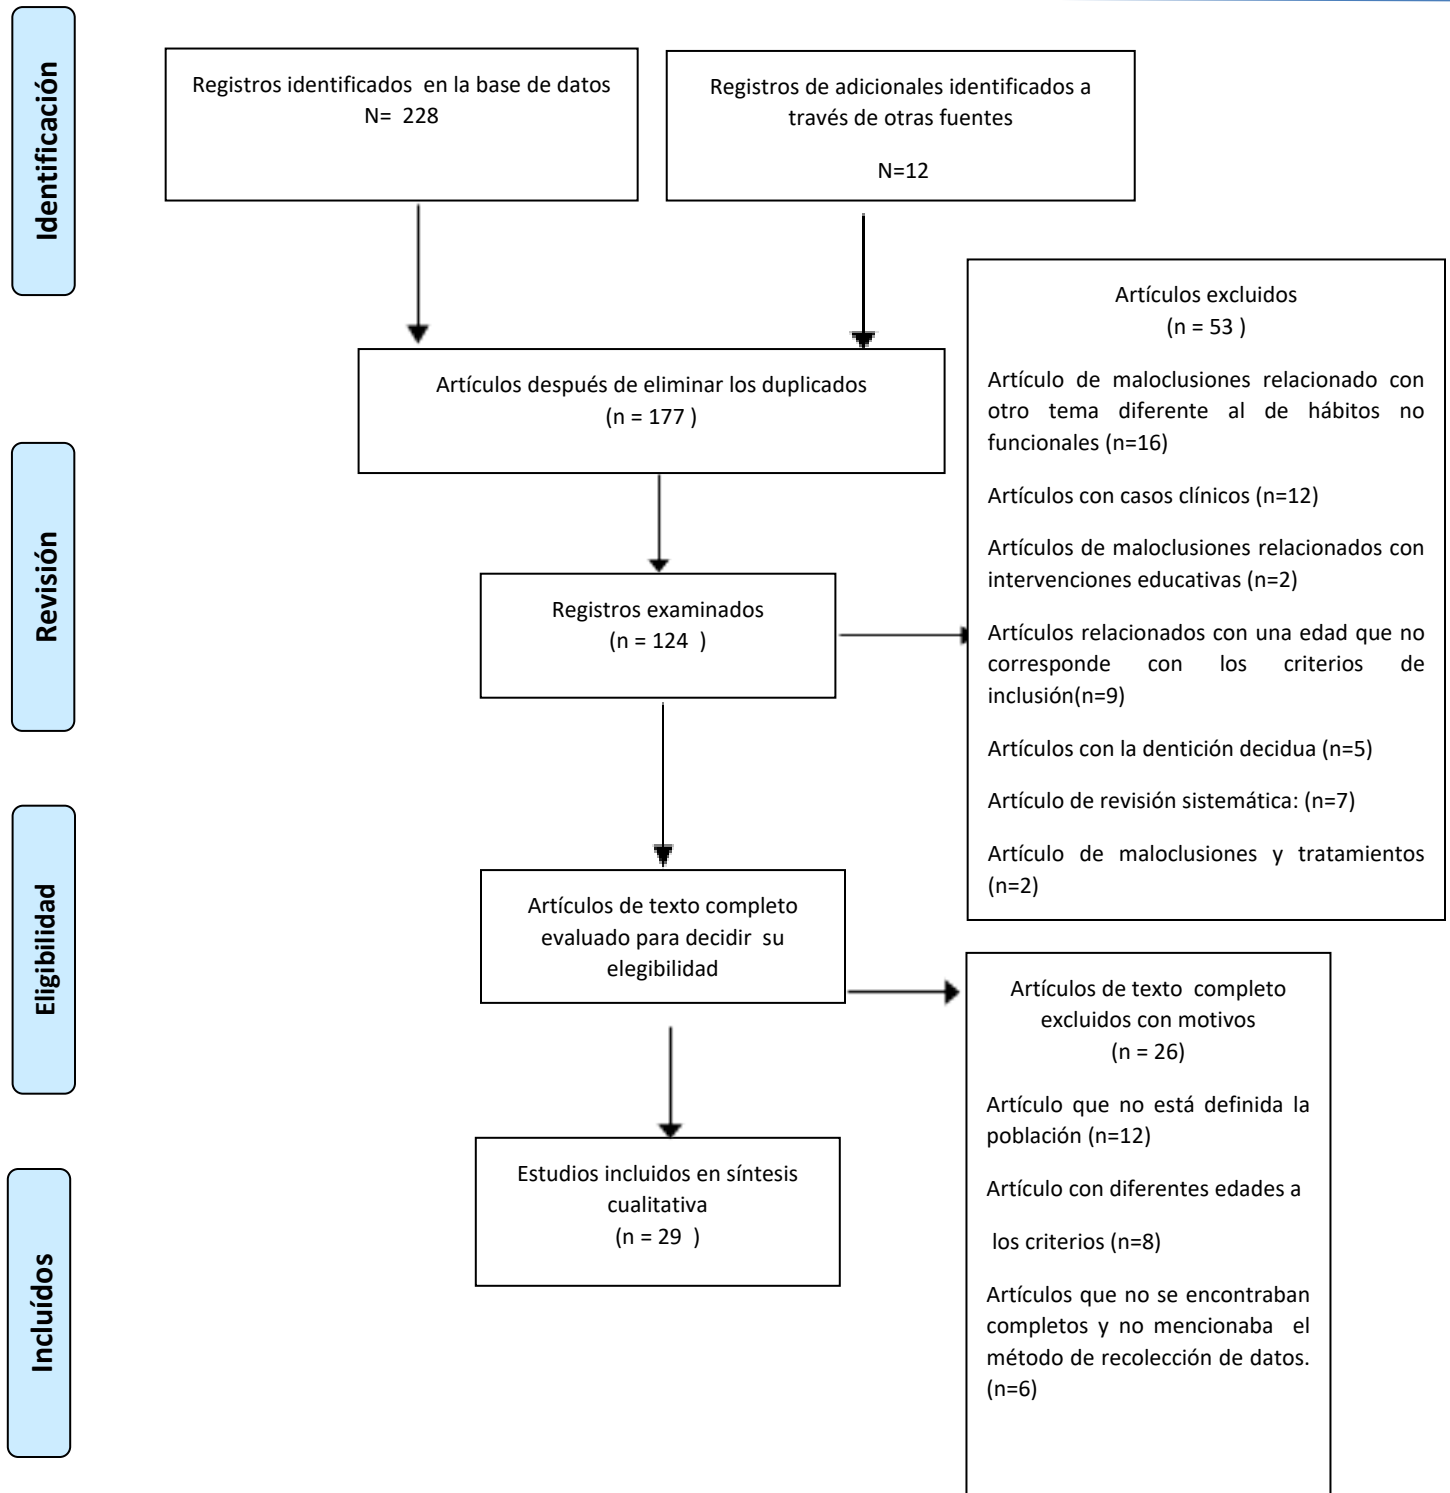 Identificación
Registros identificados en la base de datos
N= 228
Registros de adicionales identificados a
través de otras fuentes
N=12
Artículos después de eliminar los duplicados
(n = 177 )
Artículos excluidos
(n = 53 )
Artículo de maloclusiones relacionado con
otro tema diferente al de hábitos no
funcionales (n=16)
Artículos con casos clínicos (n=12)
Artículos de maloclusiones relacionados con
intervenciones educativas (n=2)
Artículos relacionados con una edad que no
corresponde con los criterios de
inclusión(n=9)
Artículos con la dentición decidua (n=5)
Artículo de revisión sistemática: (n=7)
Artículo de maloclusiones y tratamientos
(n=2)
Revisión
Registros examinados
(n = 124 )
Eligibilidad
Artículos de texto completo
evaluado para decidir su
elegibilidad
Artículos de texto completo
excluidos con motivos
(n = 26)
Artículo que no está definida la
población (n=12)
Artículo con diferentes edades a
los criterios (n=8)
Artículos que no se encontraban
completos y no mencionaba el
método de recolección de datos.
(n=6)
Incluídos
Estudios incluidos en síntesis
cualitativa
(n = 29 )